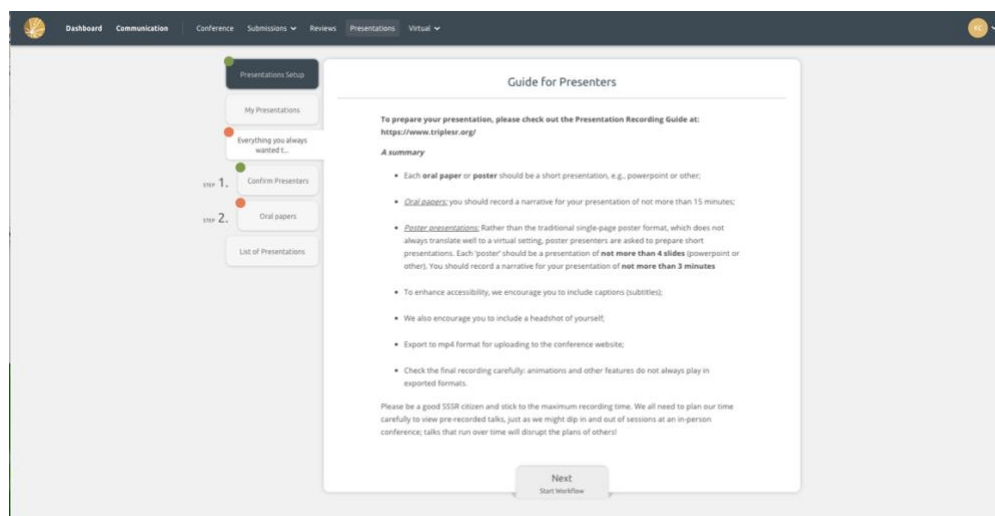 Dashboard Communication Conference Submissions Reviews Presentations Virtual KC
Presentations Setup
My Presentations
Everything you always
wanted t...
STEP 1. Confirm Presenters
STEP 2. Oral papers
List of Presentations
Guide for Presenters
To prepare your presentation, please check out the Presentation Recording Guide at:
https://www.triplesr.org/
A summary
• Each oral paper or poster should be a short presentation, e.g., powerpoint or other;
• Oral papers: you should record a narrative for your presentation of not more than 15 minutes;
• Poster presentations: Rather than the traditional single-page poster format, which does not
always translate well to a virtual setting, poster presenters are asked to prepare short
presentations. Each 'poster' should be a presentation of not more than 4 slides (powerpoint or
other). You should record a narrative for your presentation of not more than 3 minutes
• To enhance accessibility, we encourage you to include captions (subtitles);
• We also encourage you to include a headshot of yourself;
• Export to mp4 format for uploading to the conference website;
• Check the final recording carefully: animations and other features do not always play in
exported formats.
Please be a good SSSR citizen and stick to the maximum recording time. We all need to plan our time
carefully to view pre-recorded talks, just as we might dip in and out of sessions at an in-person
conference; talks that run over time will disrupt the plans of others!
Next
Start Workflow